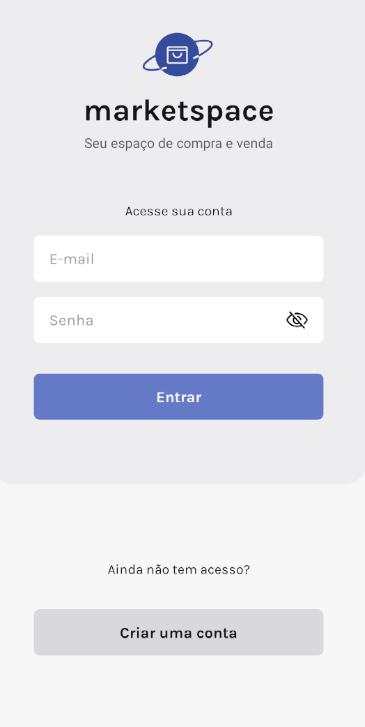 marketspace
Seu espaço de compra e venda
Acesse sua conta
E-mail
Senha
Entrar
Ainda não tem acesso?
Criar uma conta